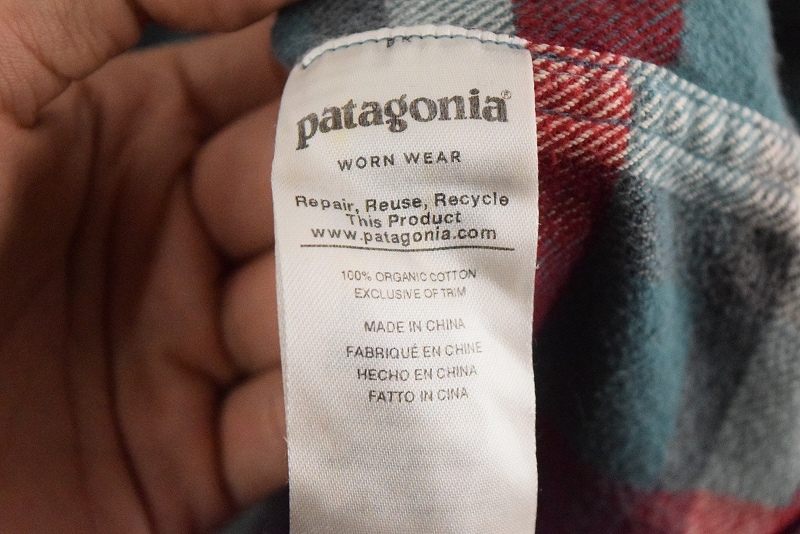 patagonia®
WORN WEAR
Repair, Reuse, Recycle
This Product
www.patagonia.com
100% ORGANIC COTTON
EXCLUSIVE OF TRIM
MADE IN CHINA
FABRIQUÉ EN CHINE
HECHO EN CHINA
FATTO IN CINA